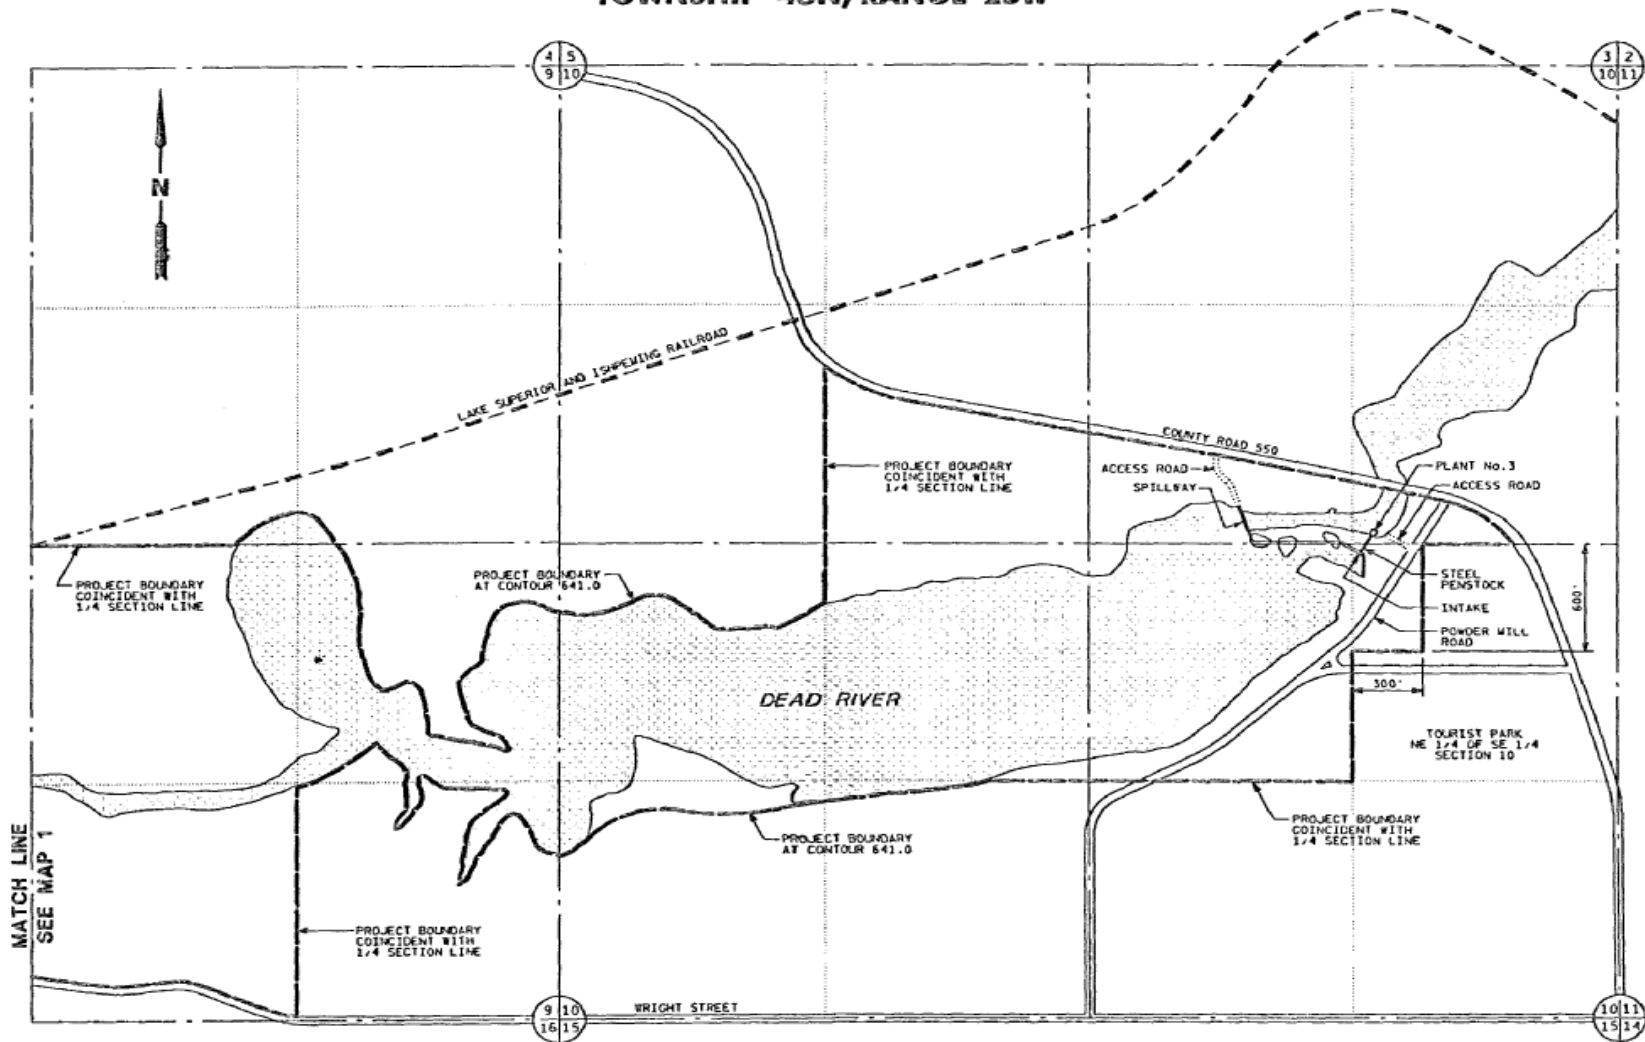 4 5
9 10
3 2
10 11
N
LAKE SUPERIOR AND ISHPEMING RAILROAD
COUNTY ROAD 550
ACCESS ROAD
SPILLWAY
PLANT No.3
ACCESS ROAD
PROJECT BOUNDARY
COINCIDENT WITH
1/4 SECTION LINE
PROJECT BOUNDARY
COINCIDENT WITH
1/4 SECTION LINE
PROJECT BOUNDARY
AT CONTOUR 641.0
STEEL
PENSTOCK
INTAKE
POWDER MILL
ROAD
600'
300'
DEAD RIVER
TOURIST PARK
NE 1/4 OF SE 1/4
SECTION 10
PROJECT BOUNDARY
AT CONTOUR 641.0
PROJECT BOUNDARY
COINCIDENT WITH
1/4 SECTION LINE
MATCH LINE
SEE MAP 1
PROJECT BOUNDARY
COINCIDENT WITH
1/4 SECTION LINE
WRIGHT STREET
9 10
16 15
10 11
15 14